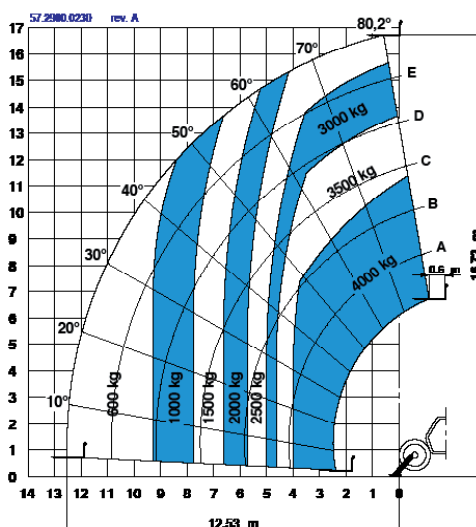 57.2900.0230 rev. A
17
16
15
14
13
12
11
10
9
8
7
6
5
4
3
2
1
0
80,2°
70°
60°
50°
40°
30°
20°
10°
E
D
C
B
A
3000 kg
3500 kg
4000 kg
0.6 m
600 kg
1000 kg
1500 kg
2000 kg
2500 kg
14 13 12 11 10 9 8 7 6 5 4 3 2 1 0
12.53 m